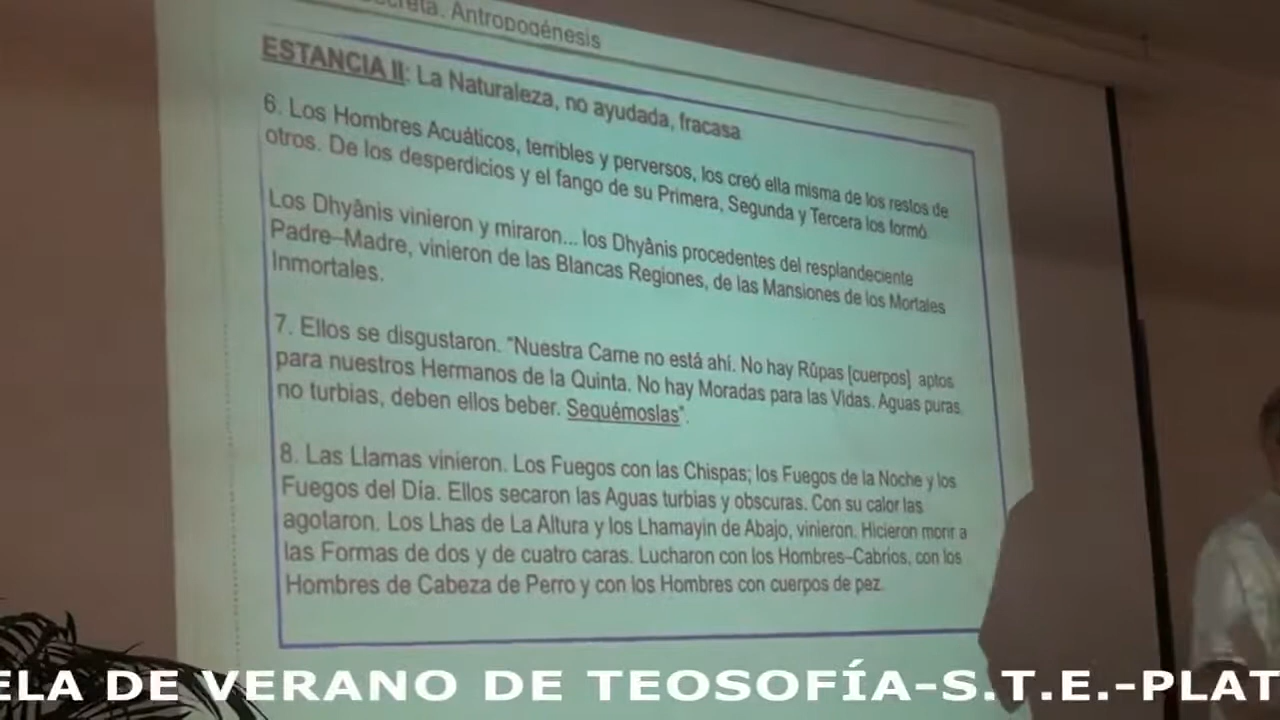 creta. Antropogénesis
ESTANCIA II: La Naturaleza, no ayudada, fracasa
6. Los Hombres Acuáticos, terribles y perversos, los creó ella misma de los restos de
otros. De los desperdicios y el fango de su Primera, Segunda y Tercera los formó.
Los Dhyânis vinieron y miraron... los Dhyânis procedentes del resplandeciente
Padre–Madre, vinieron de las Blancas Regiones, de las Mansiones de los Mortales
Inmortales.
7. Ellos se disgustaron. "Nuestra Carne no está ahí. No hay Rûpas [cuerpos] aptos
para nuestros Hermanos de la Quinta. No hay Moradas para las Vidas. Aguas puras,
no turbias, deben ellos beber. Sequémoslas".
8. Las Llamas vinieron. Los Fuegos con las Chispas; los Fuegos de la Noche y los
Fuegos del Día. Ellos secaron las Aguas turbias y obscuras. Con su calor las
agotaron. Los Lhas de La Altura y los Lhamayin de Abajo, vinieron. Hicieron morir a
las Formas de dos y de cuatro caras. Lucharon con los Hombres–Cabrios, con los
Hombres de Cabeza de Perro y con los Hombres con cuerpos de pez.
ELA DE VERANO DE TEOSOFÍA-S.T.E.-PLAT